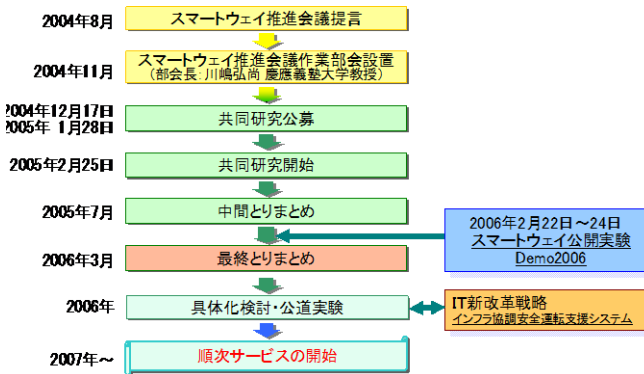 2004年8月
スマートウェイ推進会議提言
2004年11月
スマートウェイ推進会議作業部会設置
(部会長: 川嶋弘尚 慶應義塾大学教授)
2004年12月17日
2005年 1月28日
共同研究公募
2005年2月25日
共同研究開始
2005年7月
中間とりまとめ
2006年2月22日～24日
スマートウェイ公開実験
Demo2006
2006年3月
最終とりまとめ
2006年
具体化検討・公道実験
IT新改革戦略
インフラ協調安全運転支援システム
2007年～
順次サービスの開始